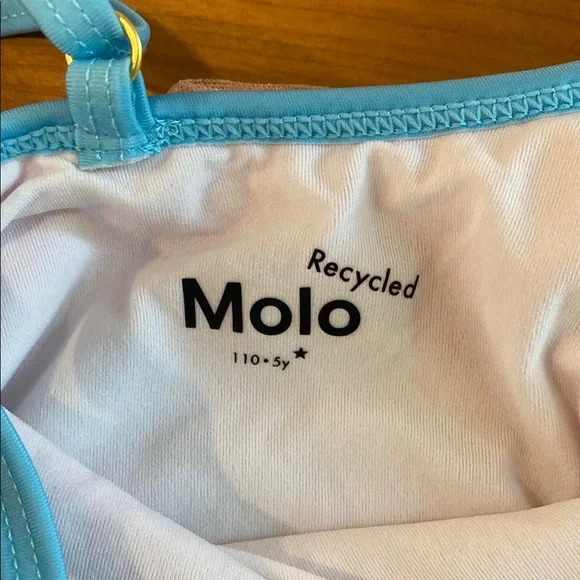 Recycled
Molo
110 • 5y ★